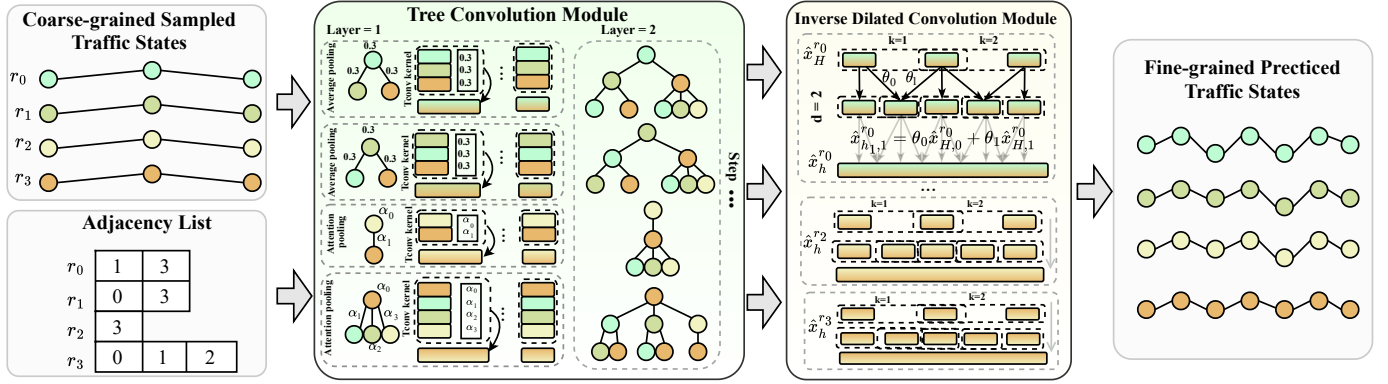 Coarse-grained Sampled
Traffic States
r0
r1
r2
r3
Adjacency List
r0 1 3
r1 0 3
r2 3
r3 0 1 2
Tree Convolution Module
Layer = 1
Layer = 2
Average pooling
0.3
0.3 0.3
Tconv kernel
0.3
0.3
0.3
...
Average pooling
0.3
0.3 0.3
Tconv kernel
0.3
0.3
0.3
...
Attention
pooling
α0
α1
Tconv kernel
α0
α1
...
Attention pooling
α0
α1 α3
α2
Tconv kernel
α0
α1
α2
α3
...
Step ...
Inverse Dilated Convolution Module
x̂_H^{r0}
k=1 k=2
θ0 θ1
d = 2
x̂_{h_1,1}^{r0} = θ0 x̂_{H,0}^{r0} + θ1 x̂_{H,1}^{r0}
x̂_h^{r0}
...
k=1 k=2
x̂_h^{r2}
k=1 k=2
x̂_h^{r3}
Fine-grained Precticed
Traffic States